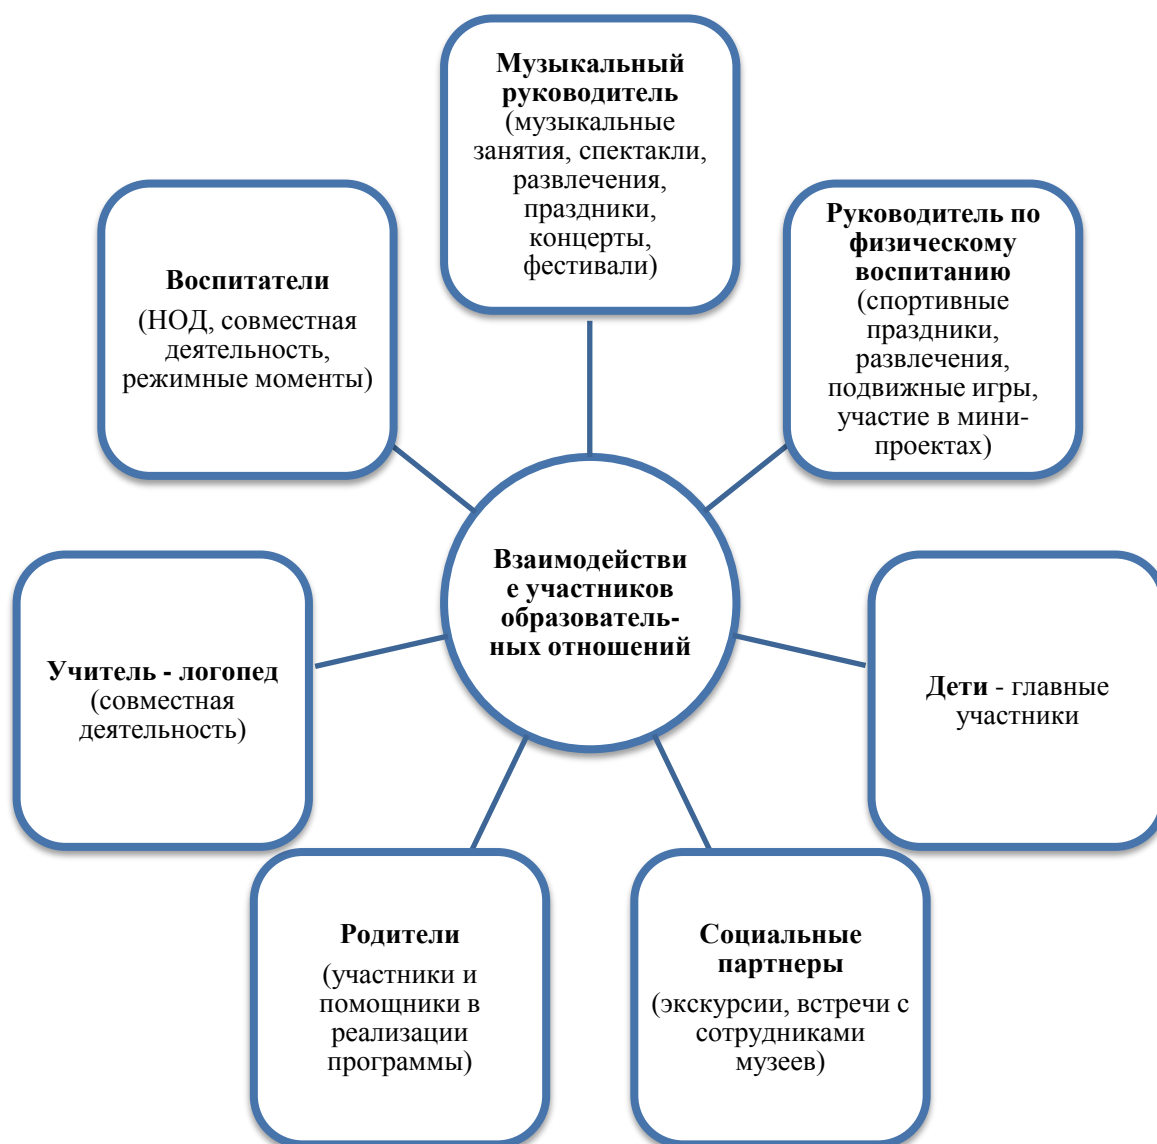 Музыкальный
руководитель
(музыкальные
занятия, спектакли,
развлечения,
праздники,
концерты,
фестивали)
Руководитель по
физическому
воспитанию
(спортивные
праздники,
развлечения,
подвижные игры,
участие в мини-
проектах)
Дети - главные
участники
Социальные
партнеры
(экскурсии, встречи с
сотрудниками
музеев)
Родители
(участники и
помощники в
реализации
программы)
Учитель - логопед
(совместная
деятельность)
Воспитатели
(НОД, совместная
деятельность,
режимные моменты)
Взаимодействи
е участников
образователь-
ных отношений